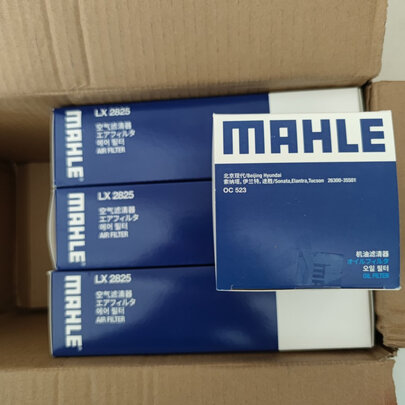 MAHLE
LX 2825
空气滤清器
エアフィルタ
에어 필터
AIR FILTER
MAHLE
LX 2825
空气滤清器
エアフィルタ
에어 필터
AIR FILTER
MAHLE
LX 2825
空气滤清器
エアフィルタ
에어 필터
AIR FILTER
MAHLE
北京现代/Beijing Hyundai
索纳塔, 伊兰特, 途胜/Sonata,Elantra,Tucson 26300-35501
OC 523
机油滤清器
オイルフィルタ
오일 필터
OIL FILTER